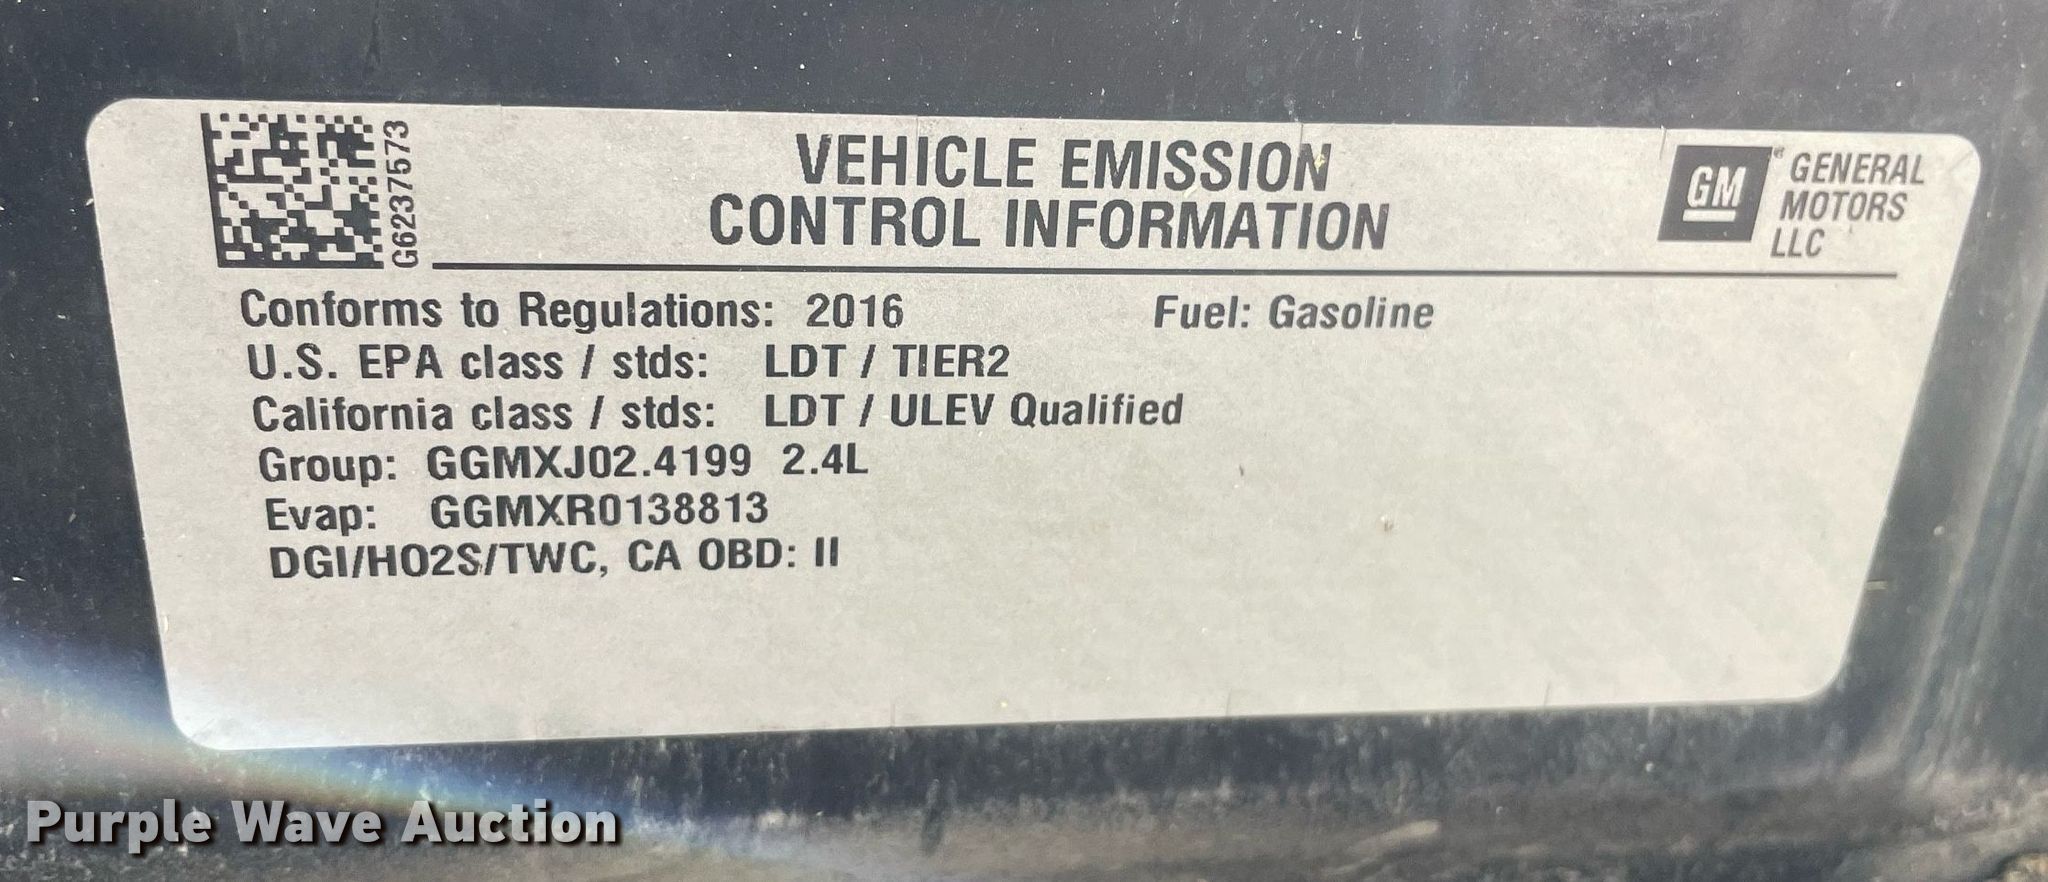 G6237573
VEHICLE EMISSION
CONTROL INFORMATION
GM® GENERAL
MOTORS
LLC
Conforms to Regulations: 2016 Fuel: Gasoline
U.S. EPA class / stds: LDT / TIER2
California class / stds: LDT / ULEV Qualified
Group: GGMXJ02.4199 2.4L
Evap: GGMXR0138813
DGI/HO2S/TWC, CA OBD: II
Purple Wave Auction